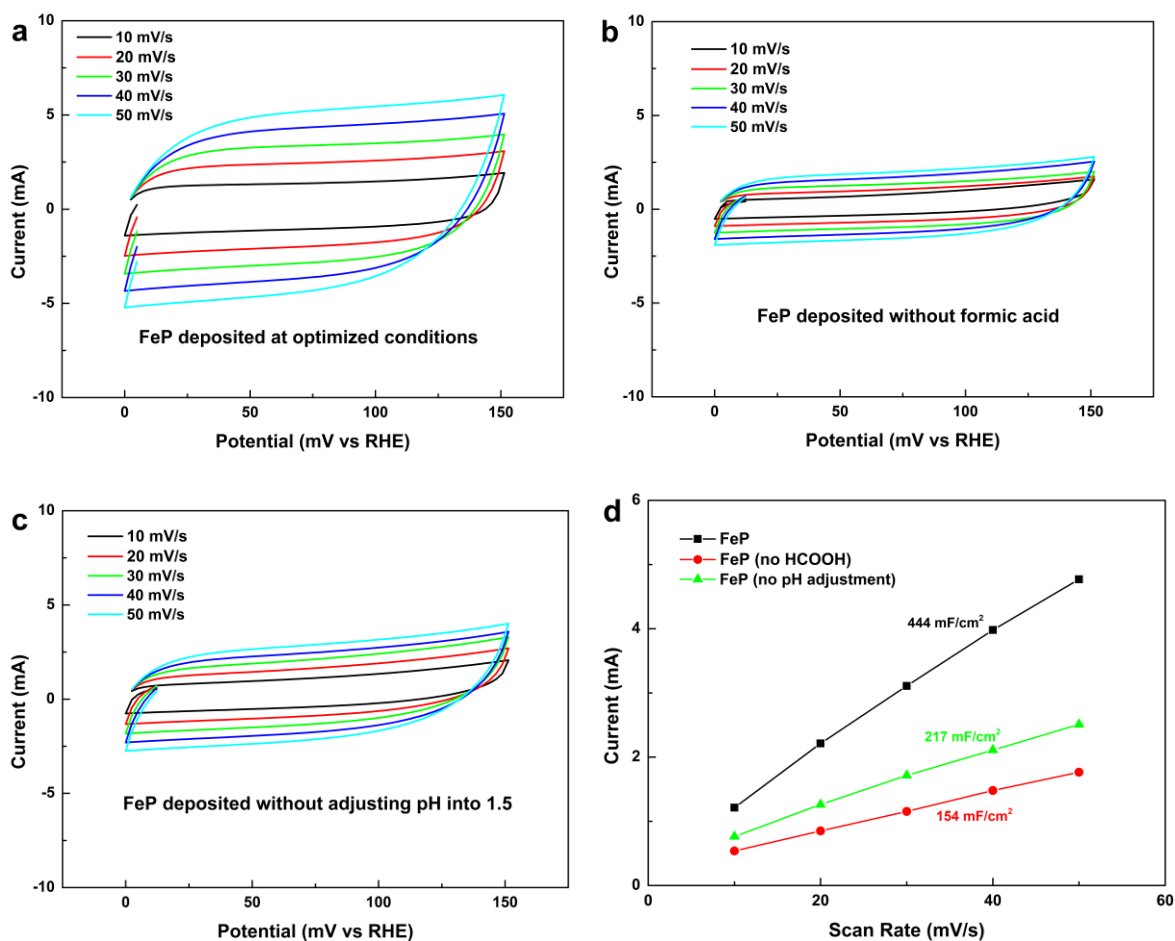 a
10 mV/s
20 mV/s
30 mV/s
40 mV/s
50 mV/s
10
5
0
-5
-10
Current (mA)
FeP deposited at optimized conditions
0
50
100
150
Potential (mV vs RHE)
b
10 mV/s
20 mV/s
30 mV/s
40 mV/s
50 mV/s
10
5
0
-5
-10
Current (mA)
FeP deposited without formic acid
0
50
100
150
Potential (mV vs RHE)
c
10 mV/s
20 mV/s
30 mV/s
40 mV/s
50 mV/s
10
5
0
-5
-10
Current (mA)
FeP deposited without adjusting pH into 1.5
0
50
100
150
Potential (mV vs RHE)
d
FeP
FeP (no HCOOH)
FeP (no pH adjustment)
6
4
2
0
Current (mA)
444 mF/cm²
217 mF/cm²
154 mF/cm²
0
20
40
60
Scan Rate (mV/s)